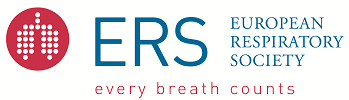 ERS
EUROPEAN
RESPIRATORY
SOCIETY
every breath counts